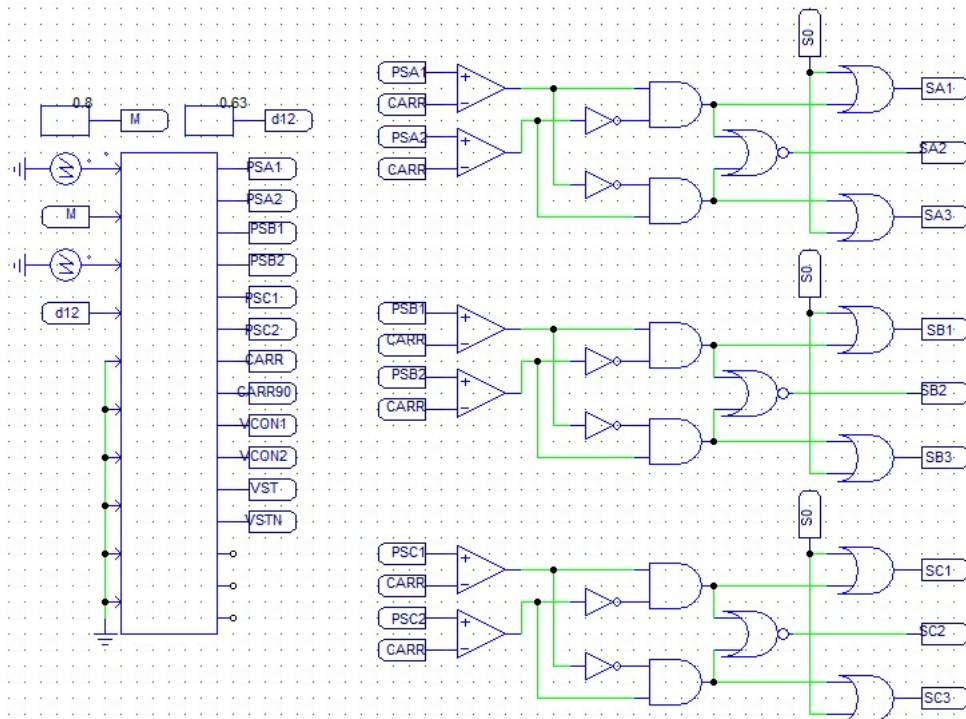 0.8
M
0.63
d12
M
d12
PSA1
PSA2
PSB1
PSB2
PSC1
PSC2
CARR
CARR90
VCON1
VCON2
VST
VSTN
PSA1
CARR
PSA2
CARR
S0
SA1
SA2
SA3
PSB1
CARR
PSB2
CARR
S0
SB1
SB2
SB3
PSC1
CARR
PSC2
CARR
S0
SC1
SC2
SC3